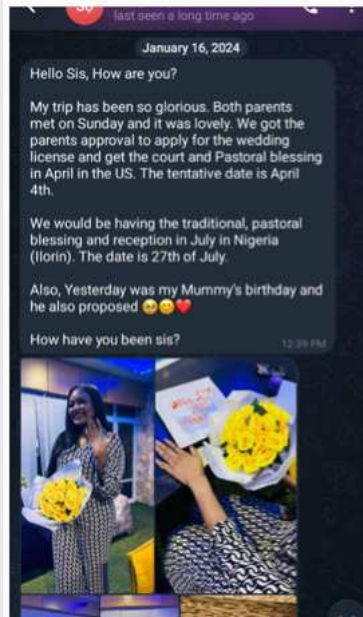 last seen a long time ago
January 16, 2024
Hello Sis, How are you?
My trip has been so glorious. Both parents
met on Sunday and it was lovely. We got the
parents approval to apply for the wedding
license and get the court and Pastoral blessing
in April in the US. The tentative date is April
4th.
We would be having the traditional, pastoral
blessing and reception in July in Nigeria
(Ilorin). The date is 27th of July.
Also, Yesterday was my Mummy's birthday and
he also proposed 🥹😊❤️
How have you been sis?
12:39 PM